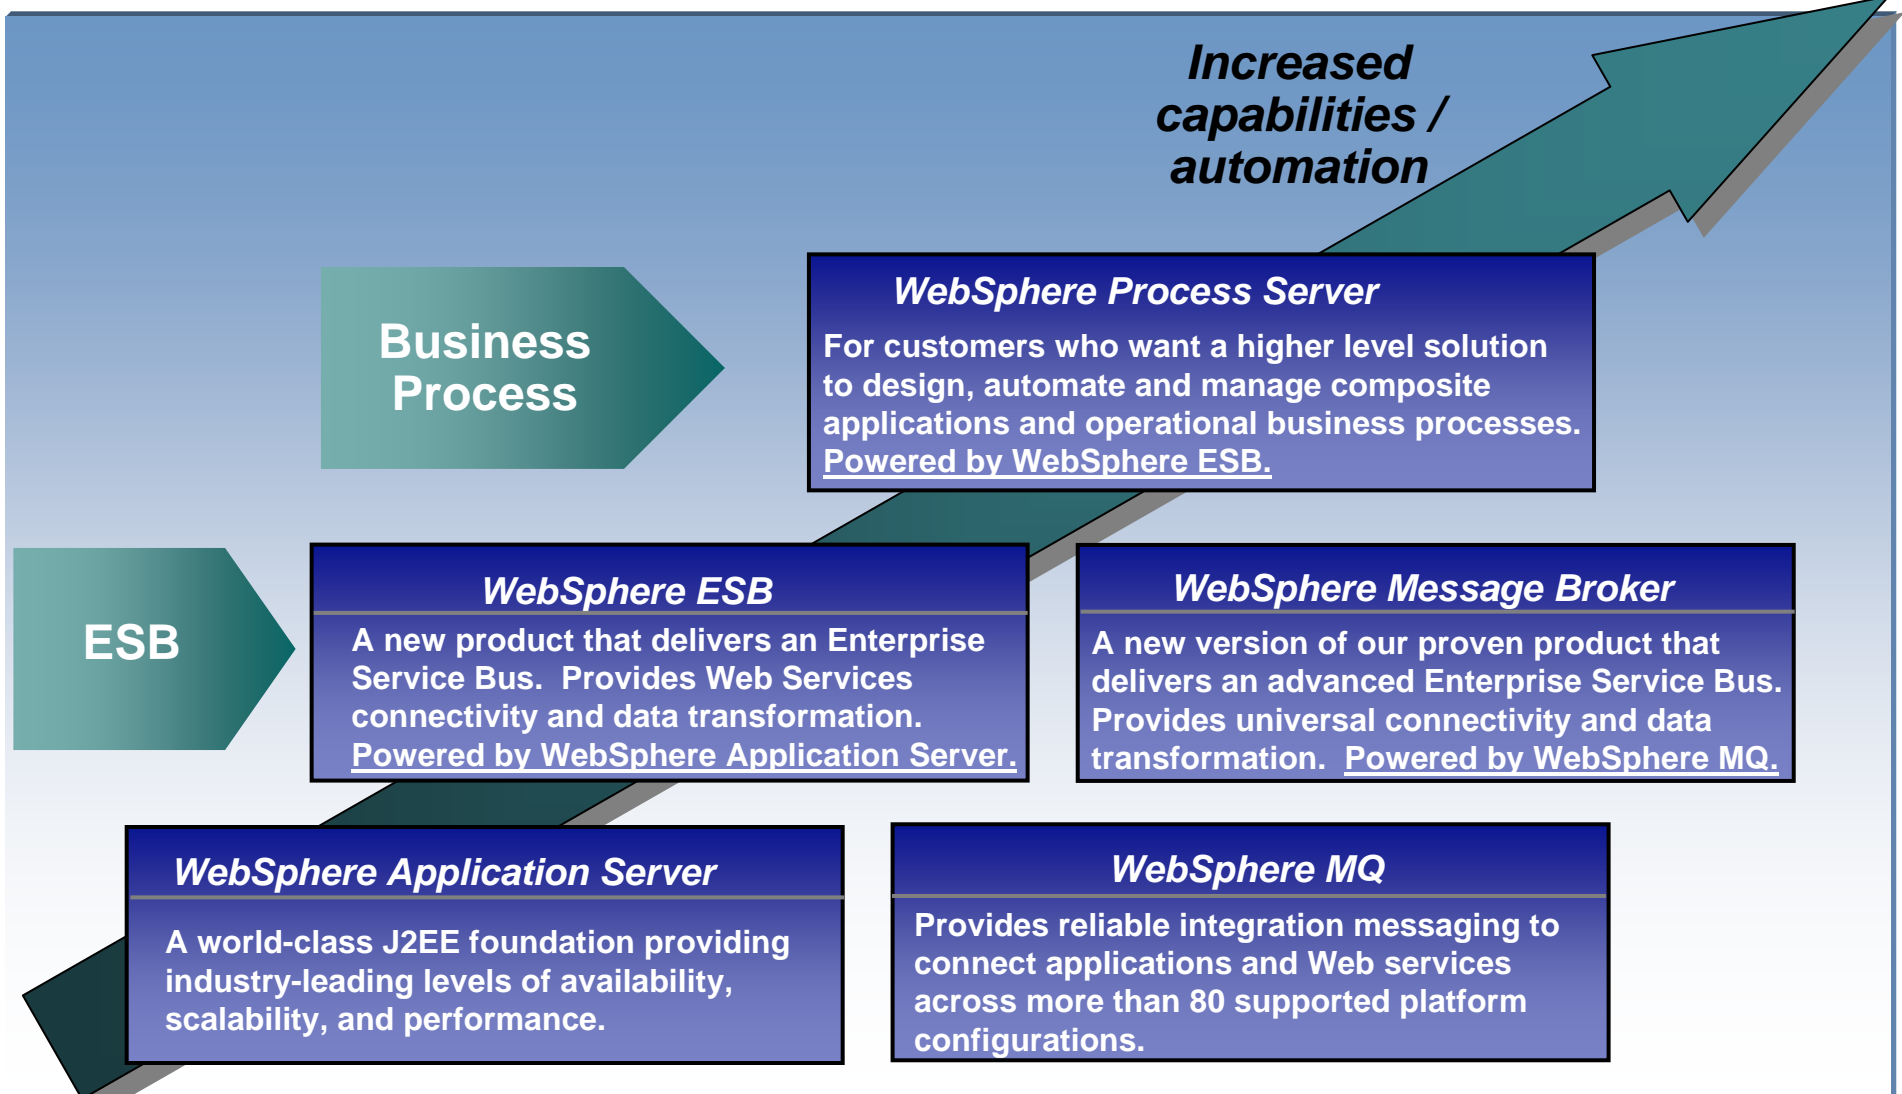 Increased
capabilities /
automation
Business
Process
WebSphere Process Server
For customers who want a higher level solution
to design, automate and manage composite
applications and operational business processes.
Powered by WebSphere ESB.
ESB
WebSphere ESB
A new product that delivers an Enterprise
Service Bus.  Provides Web Services
connectivity and data transformation.
Powered by WebSphere Application Server.
WebSphere Message Broker
A new version of our proven product that
delivers an advanced Enterprise Service Bus.
Provides universal connectivity and data
transformation.  Powered by WebSphere MQ.
WebSphere Application Server
A world-class J2EE foundation providing
industry-leading levels of availability,
scalability, and performance.
WebSphere MQ
Provides reliable integration messaging to
connect applications and Web services
across more than 80 supported platform
configurations.